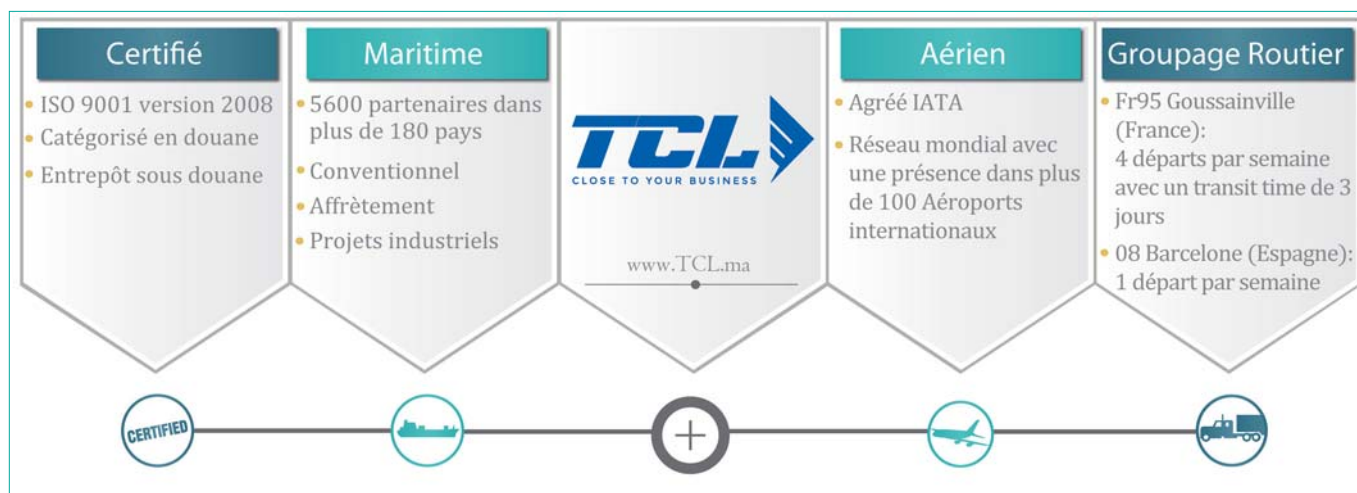 Certifié
• ISO 9001 version 2008
• Catégorisé en douane
• Entrepôt sous douane
Maritime
• 5600 partenaires dans
plus de 180 pays
• Conventionnel
• Affrètement
• Projets industriels
TCL
CLOSE TO YOUR BUSINESS
www.TCL.ma
Aérien
• Agréé IATA
• Réseau mondial avec
une présence dans plus
de 100 Aéroports
internationaux
Groupage Routier
• Fr95 Goussainville
(France):
4 départs par semaine
avec un transit time de 3
jours
• 08 Barcelone (Espagne):
1 départ par semaine
CERTIFIED